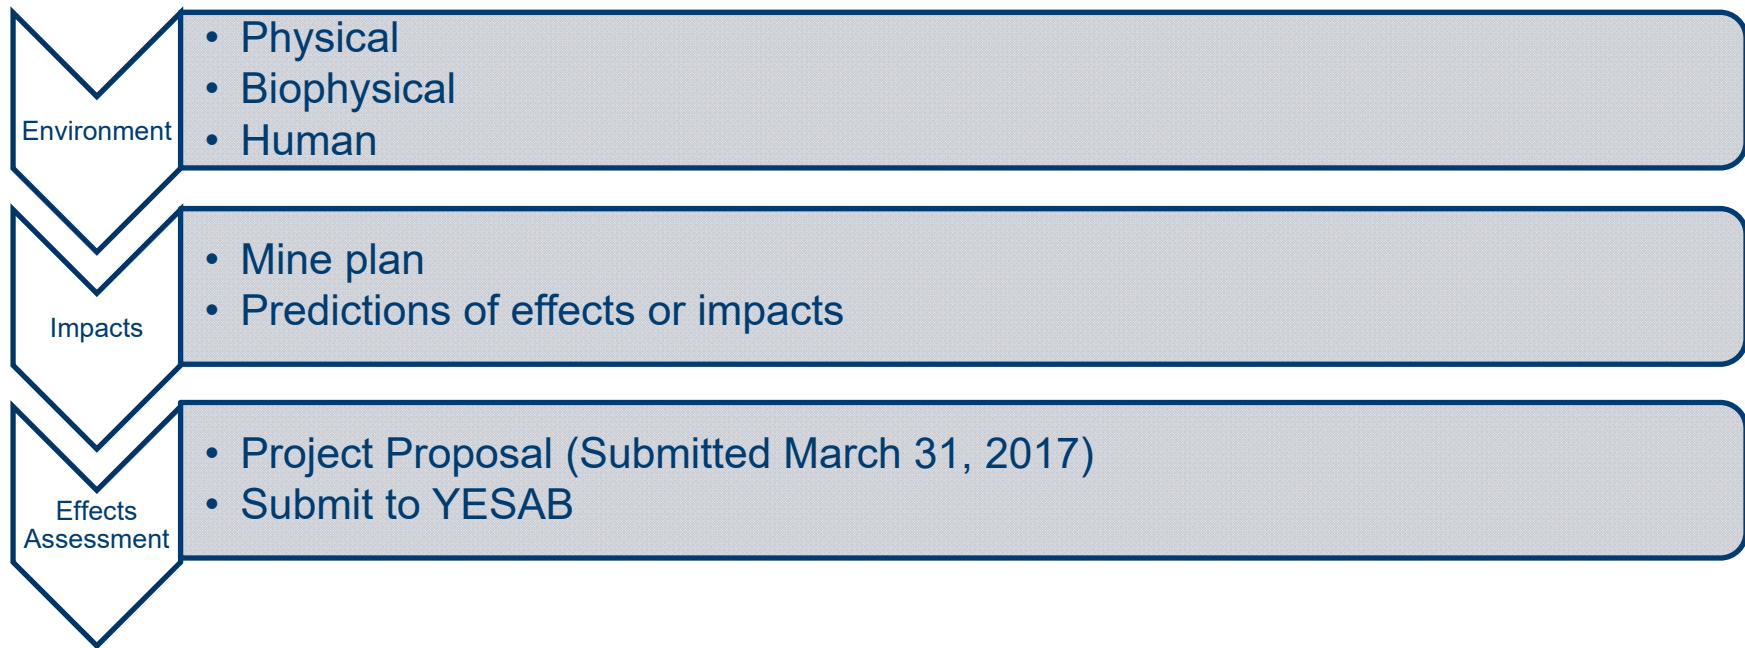 Environment
• Physical
• Biophysical
• Human
Impacts
• Mine plan
• Predictions of effects or impacts
Effects
Assessment
• Project Proposal (Submitted March 31, 2017)
• Submit to YESAB